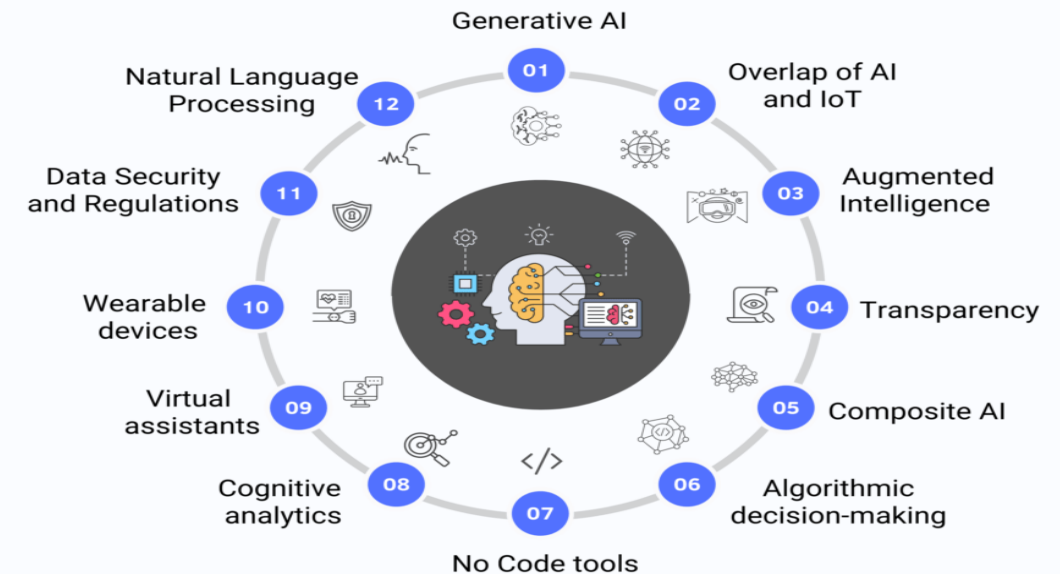 Generative AI
01
Overlap of AI
and IoT
02
Augmented
Intelligence
03
Transparency
04
Composite AI
05
Algorithmic
decision-making
06
No Code tools
07
Cognitive
analytics
08
Virtual
assistants
09
Wearable
devices
10
Data Security
and Regulations
11
Natural Language
Processing
12